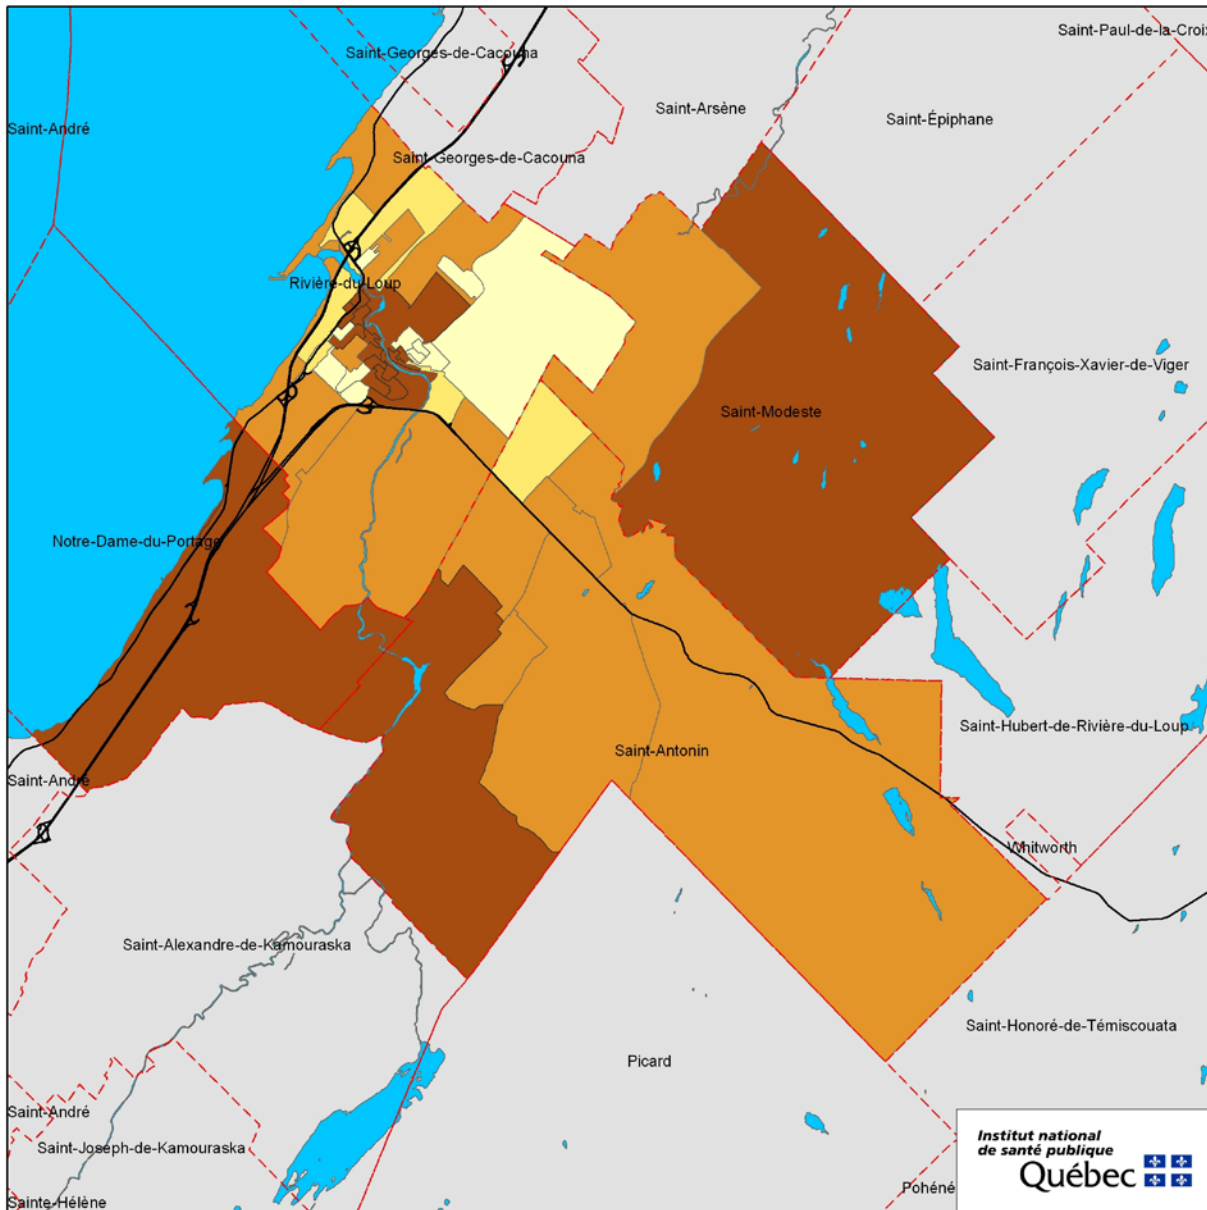 Saint-Paul-de-la-Croix
Saint-Georges-de-Cacouna
Saint-Arsène
Saint-Épiphane
Saint-André
Saint-Georges-de-Cacouna
Rivière-du-Loup
Saint-François-Xavier-de-Viger
Saint-Modeste
Notre-Dame-du-Portage
Saint-Hubert-de-Rivière-du-Loup
Saint-Antonin
Saint-André
Whitworth
Saint-Alexandre-de-Kamouraska
Saint-Honoré-de-Témiscouata
Picard
Saint-André
Saint-Joseph-de-Kamouraska
Institut national
de santé publique
Québec
Pohéné
Sainte-Hélène